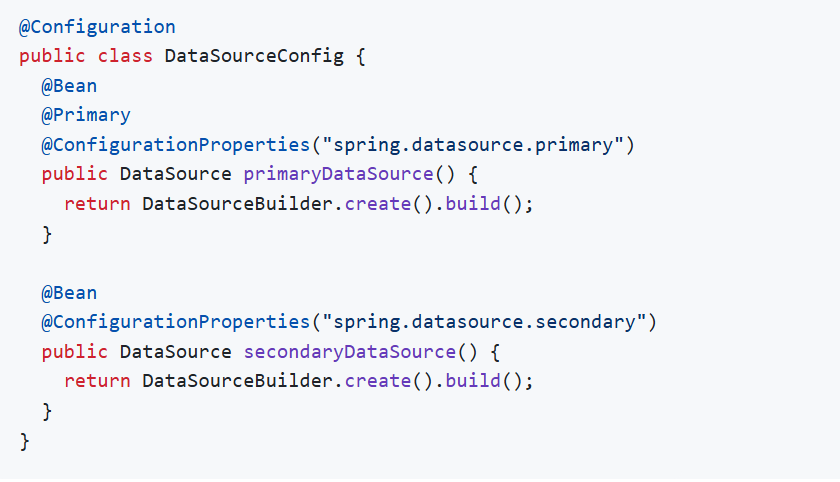 @Configuration
public class DataSourceConfig {
  @Bean
  @Primary
  @ConfigurationProperties("spring.datasource.primary")
  public DataSource primaryDataSource() {
    return DataSourceBuilder.create().build();
  }

  @Bean
  @ConfigurationProperties("spring.datasource.secondary")
  public DataSource secondaryDataSource() {
    return DataSourceBuilder.create().build();
  }
}